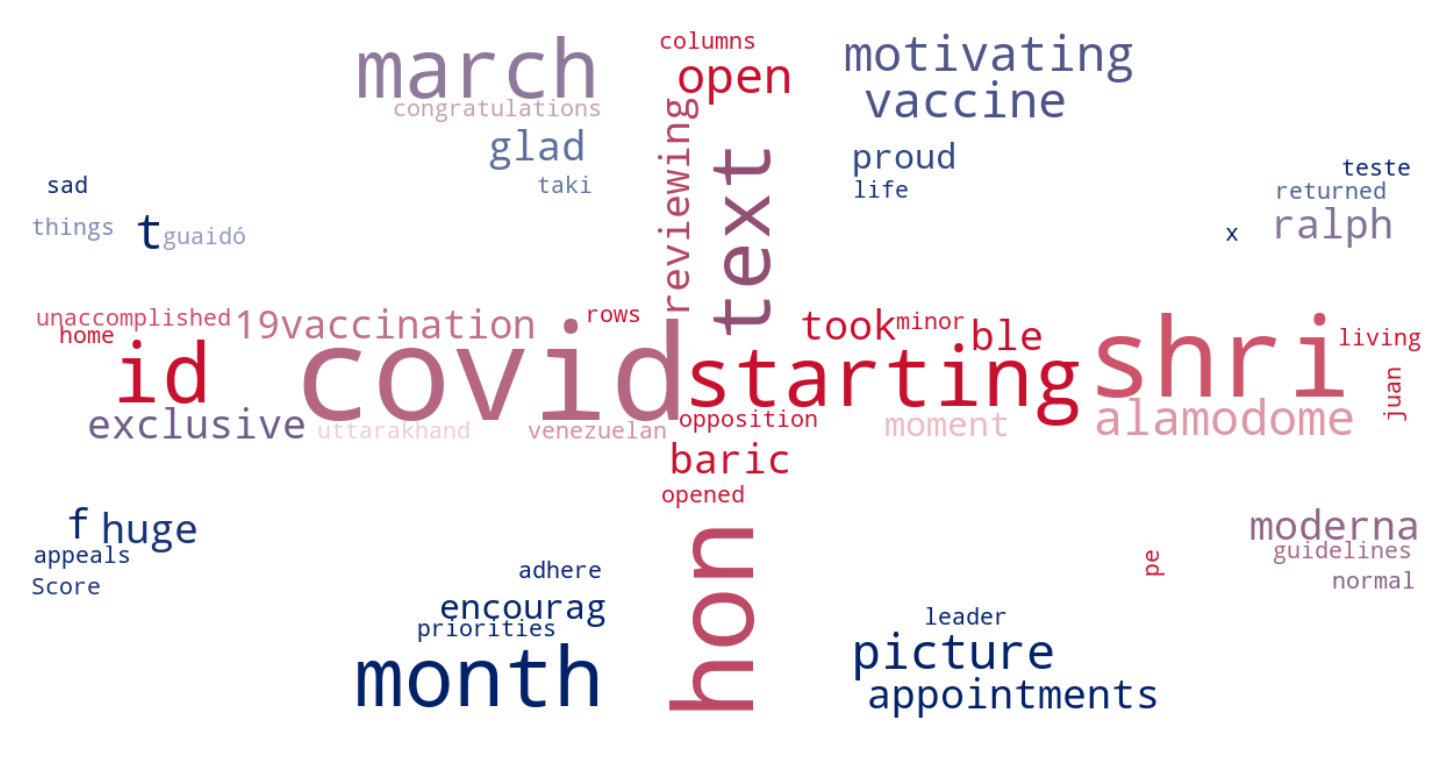 columns
march
open
motivating
congratulations
vaccine
reviewing
glad
text
proud
teste
sad
taki
life
returned
things
t
guaidó
x
ralph
unaccomplished
19vaccination
rows
took
minor
ble
shri
living
home
id
covid
starting
juan
exclusive
uttarakhand
venezuelan
opposition
moment
alamodome
baric
opened
f
huge
hon
moderna
appeals
guidelines
pe
Score
adhere
normal
encourag
priorities
leader
month
picture
appointments